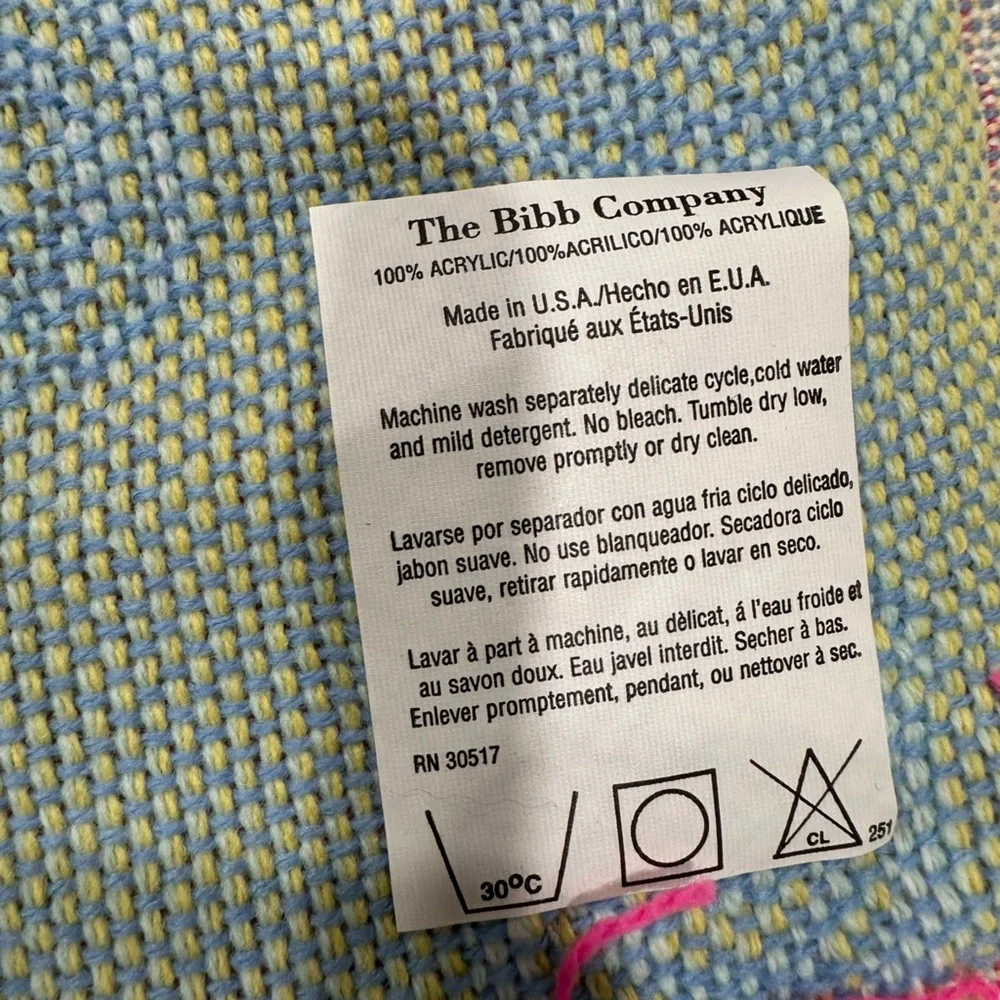 The Bibb Company
100% ACRYLIC/100%ACRILICO/100% ACRYLIQUE
Made in U.S.A./Hecho en E.U.A.
Fabriqué aux États-Unis
Machine wash separately delicate cycle,cold water
and mild detergent. No bleach. Tumble dry low,
remove promptly or dry clean.
Lavarse por separador con agua fria ciclo delicado,
jabon suave. No use blanqueador. Secadora ciclo
suave, retirar rapidamente o lavar en seco.
Lavar à part à machine, au dèlicat, á l'eau froide et
au savon doux. Eau javel interdit. Secher à bas.
Enlever promptement, pendant, ou nettover à sec.
RN 30517
30ºC
CL
251